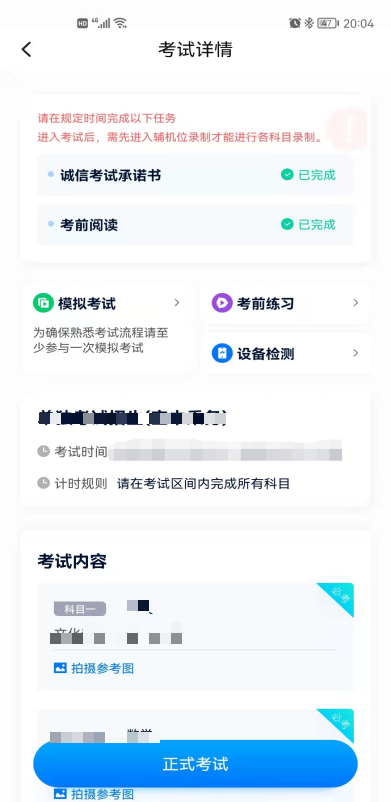 HD 4G 47 20:04
考试详情
请在规定时间完成以下任务
进入考试后，需先进入辅机位录制才能进行各科目录制。
诚信考试承诺书 已完成
考前阅读 已完成
模拟考试
为确保熟悉考试流程请至
少参与一次模拟考试
考前练习
设备检测
考试时间
计时规则 请在考试区间内完成所有科目
考试内容
必考
科目一
拍摄参考图
必考
正式考试
拍摄参考图